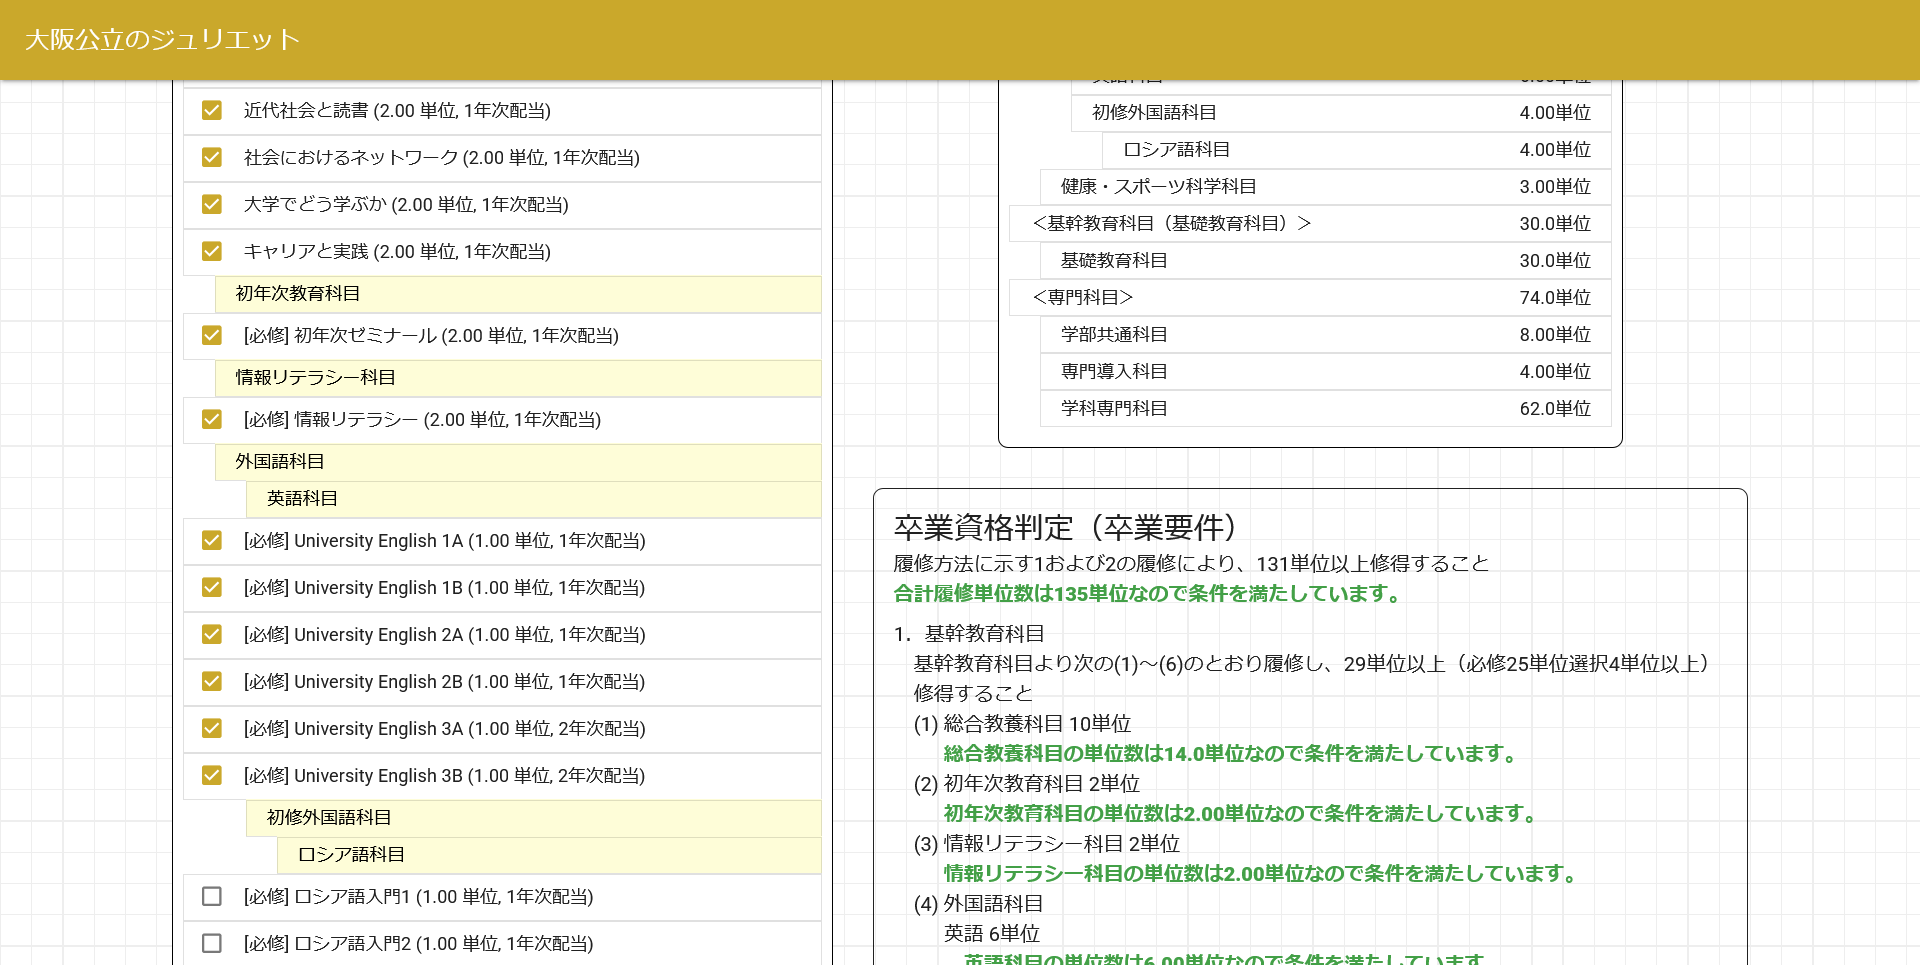 大阪公立のジュリエット
近代社会と読書 (2.00 単位, 1年次配当)
社会におけるネットワーク (2.00 単位, 1年次配当)
大学でどう学ぶか (2.00 単位, 1年次配当)
キャリアと実践 (2.00 単位, 1年次配当)
初年次教育科目
[必修] 初年次ゼミナール (2.00 単位, 1年次配当)
情報リテラシー科目
[必修] 情報リテラシー (2.00 単位, 1年次配当)
外国語科目
英語科目
[必修] University English 1A (1.00 単位, 1年次配当)
[必修] University English 1B (1.00 単位, 1年次配当)
[必修] University English 2A (1.00 単位, 1年次配当)
[必修] University English 2B (1.00 単位, 1年次配当)
[必修] University English 3A (1.00 単位, 2年次配当)
[必修] University English 3B (1.00 単位, 2年次配当)
初修外国語科目
ロシア語科目
[必修] ロシア語入門1 (1.00 単位, 1年次配当)
[必修] ロシア語入門2 (1.00 単位, 1年次配当)
初修外国語科目 4.00単位
ロシア語科目 4.00単位
健康・スポーツ科学科目 3.00単位
＜基幹教育科目（基礎教育科目）＞ 30.0単位
基礎教育科目 30.0単位
＜専門科目＞ 74.0単位
学部共通科目 8.00単位
専門導入科目 4.00単位
学科専門科目 62.0単位
卒業資格判定（卒業要件）
履修方法に示す1および2の履修により、131単位以上修得すること
合計履修単位数は135単位なので条件を満たしています。
1. 基幹教育科目
基幹教育科目より次の(1)〜(6)のとおり履修し、29単位以上（必修25単位選択4単位以上）
修得すること
(1) 総合教養科目 10単位
総合教養科目の単位数は14.0単位なので条件を満たしています。
(2) 初年次教育科目 2単位
初年次教育科目の単位数は2.00単位なので条件を満たしています。
(3) 情報リテラシー科目 2単位
情報リテラシー科目の単位数は2.00単位なので条件を満たしています。
(4) 外国語科目
英語 6単位
英語科目の単位数は6.00単位なので条件を満たしています